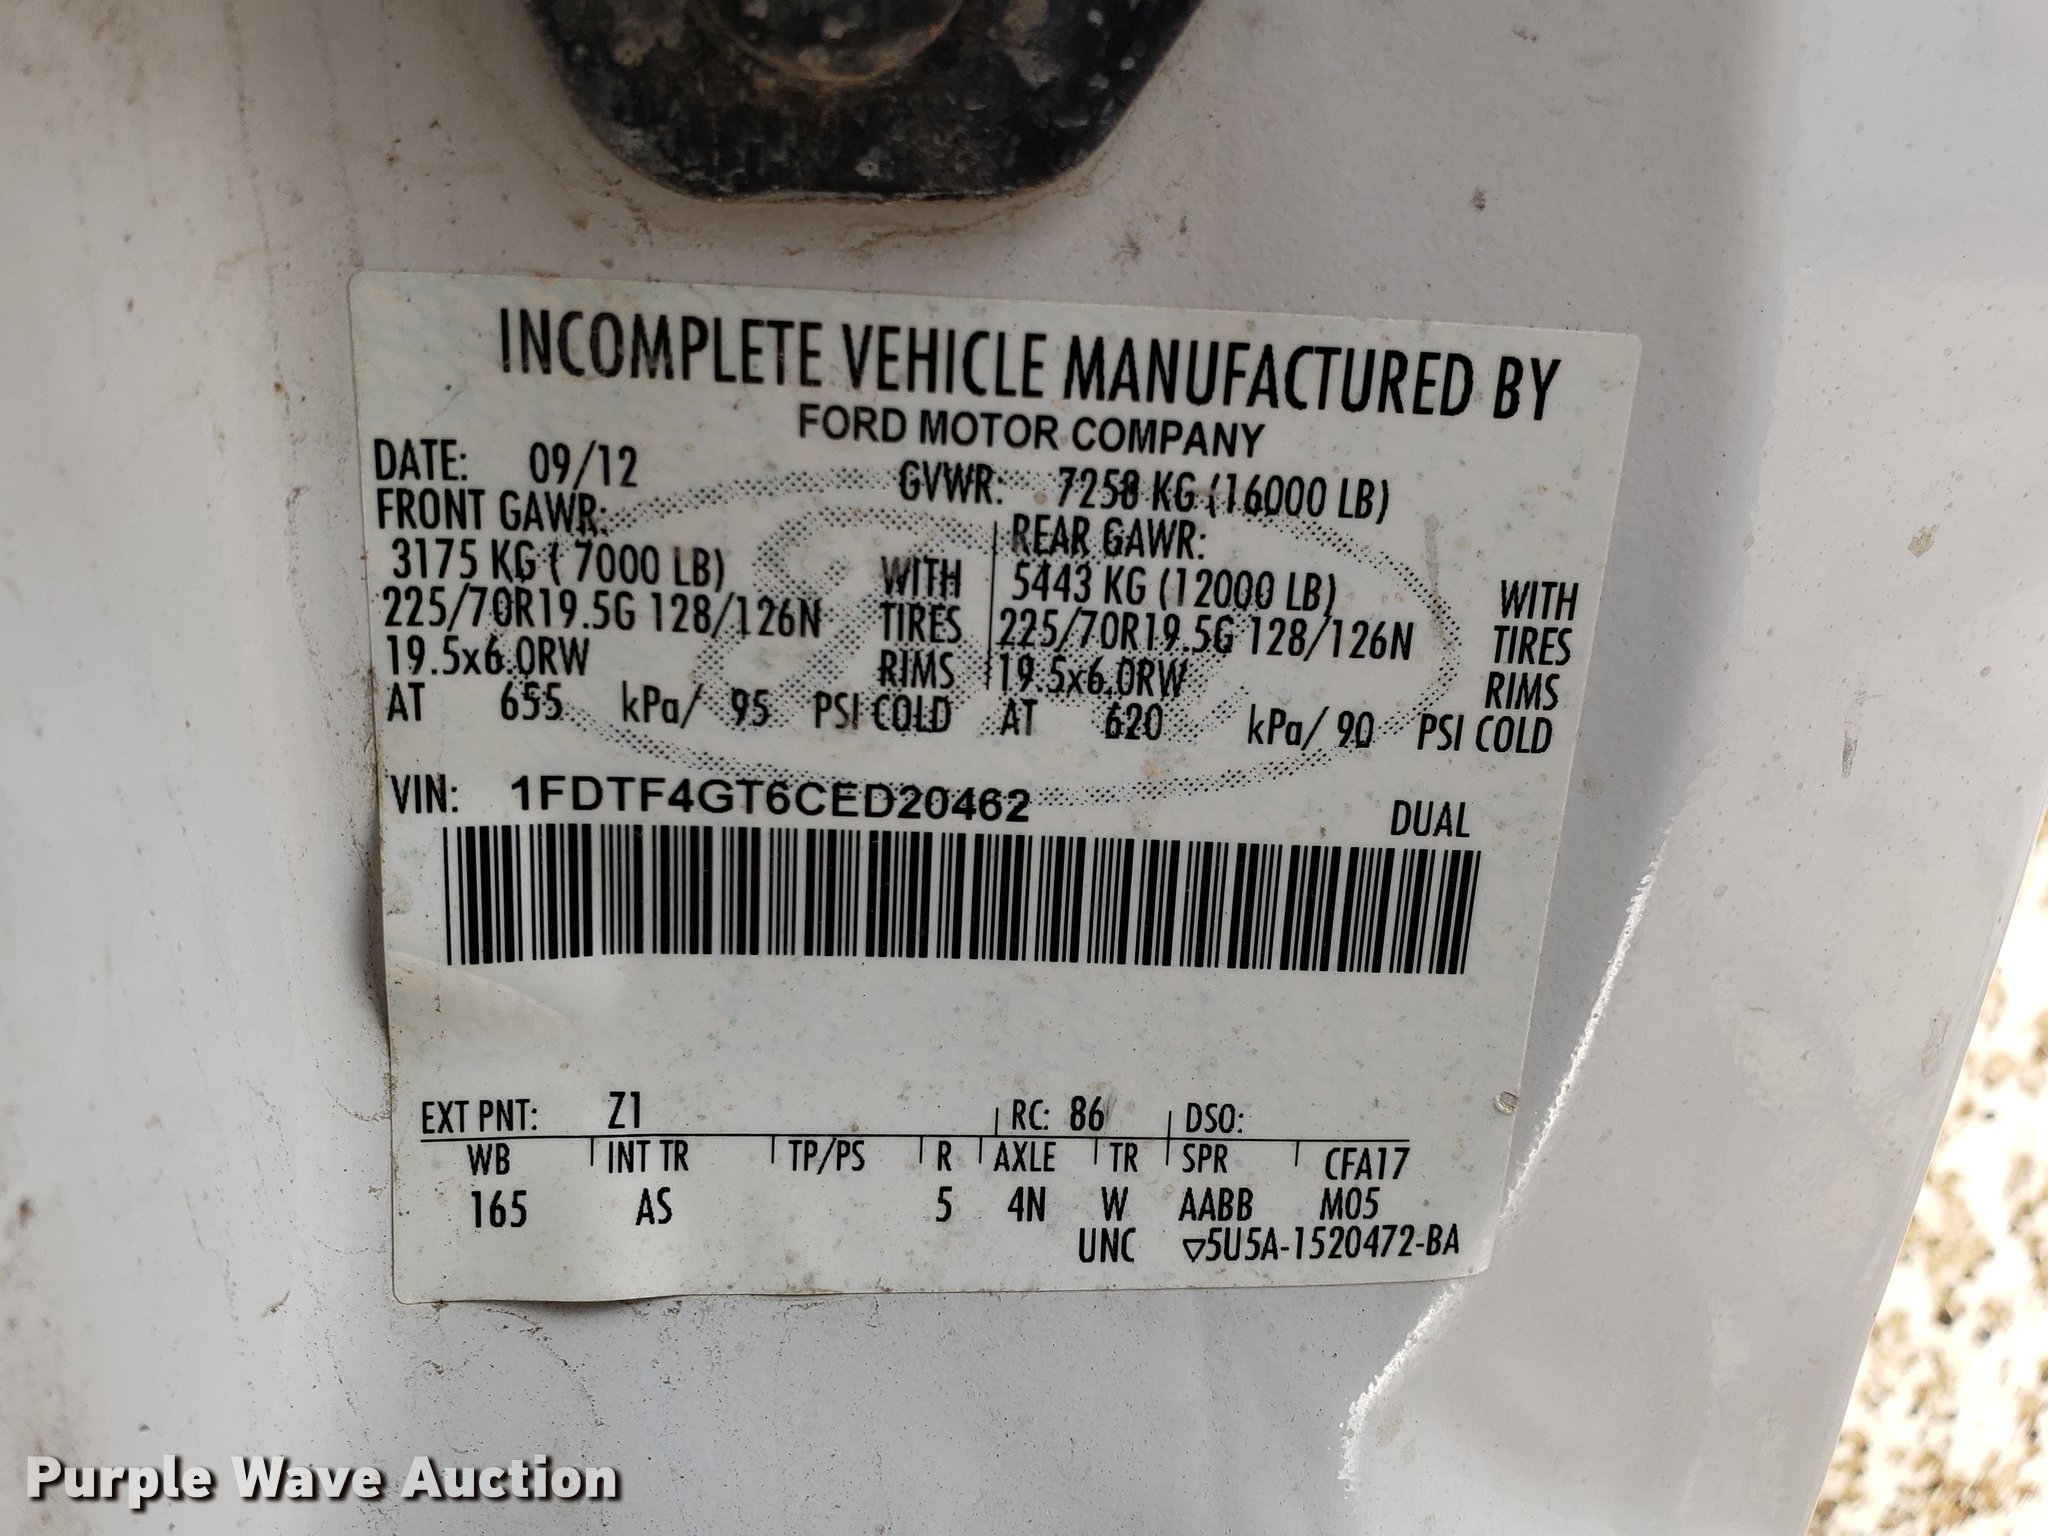 INCOMPLETE VEHICLE MANUFACTURED BY
FORD MOTOR COMPANY
DATE: 09/12 GVWR: 7258 KG (16000 LB)
FRONT GAWR: REAR GAWR:
3175 KG ( 7000 LB) WITH 5443 KG (12000 LB) WITH
225/70R19.5G 128/126N TIRES 225/70R19.5G 128/126N TIRES
19.5x6.0RW RIMS 19.5x6.0RW RIMS
AT 655 kPa/ 95 PSI COLD AT 620 kPa/ 90 PSI COLD
VIN: 1FDTF4GT6CED20462 DUAL
EXT PNT: Z1 RC: 86 DSO:
WB INT TR TP/PS R AXLE TR SPR CFA17
165 AS 5 4N W AABB M05
UNC ▽5U5A-1520472-BA
Purple Wave Auction